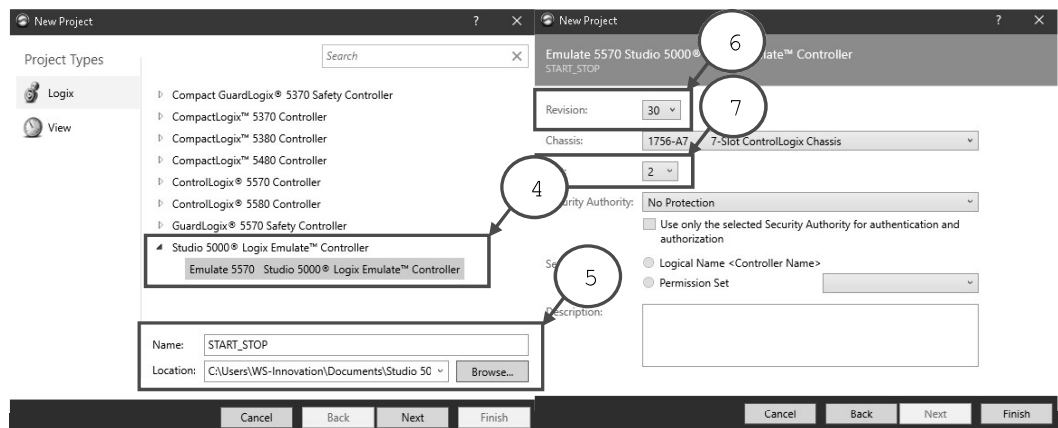 New Project
? ×
Project Types
Search
Logix
View
Compact GuardLogix® 5370 Safety Controller
CompactLogix™ 5370 Controller
CompactLogix™ 5380 Controller
CompactLogix™ 5480 Controller
ControlLogix® 5570 Controller
ControlLogix® 5580 Controller
GuardLogix® 5570 Safety Controller
Studio 5000® Logix Emulate™ Controller
Emulate 5570 Studio 5000® Logix Emulate™ Controller
4
5
Name: START_STOP
Location: C:\Users\WS-Innovation\Documents\Studio 50
Browse...
Cancel Back Next Finish
New Project
? ×
Emulate 5570 Studio 5000® late™ Controller
START_STOP
6
Revision: 30
7
Chassis: 1756-A7 7-Slot ControlLogix Chassis
2
urity Authority: No Protection
Use only the selected Security Authority for authentication and
authorization
Se
Logical Name <Controller Name>
Permission Set
Description:
Cancel Back Next Finish